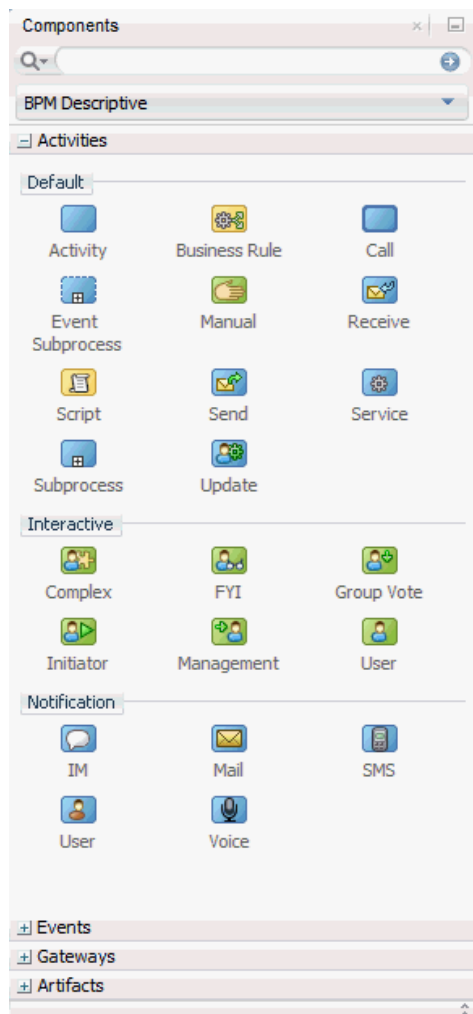 Components
BPM Descriptive
Activities
Default
Activity Business Rule Call
Event Manual Receive
Subprocess
Script Send Service
Subprocess Update
Interactive
Complex FYI Group Vote
Initiator Management User
Notification
IM Mail SMS
User Voice
Events
Gateways
Artifacts